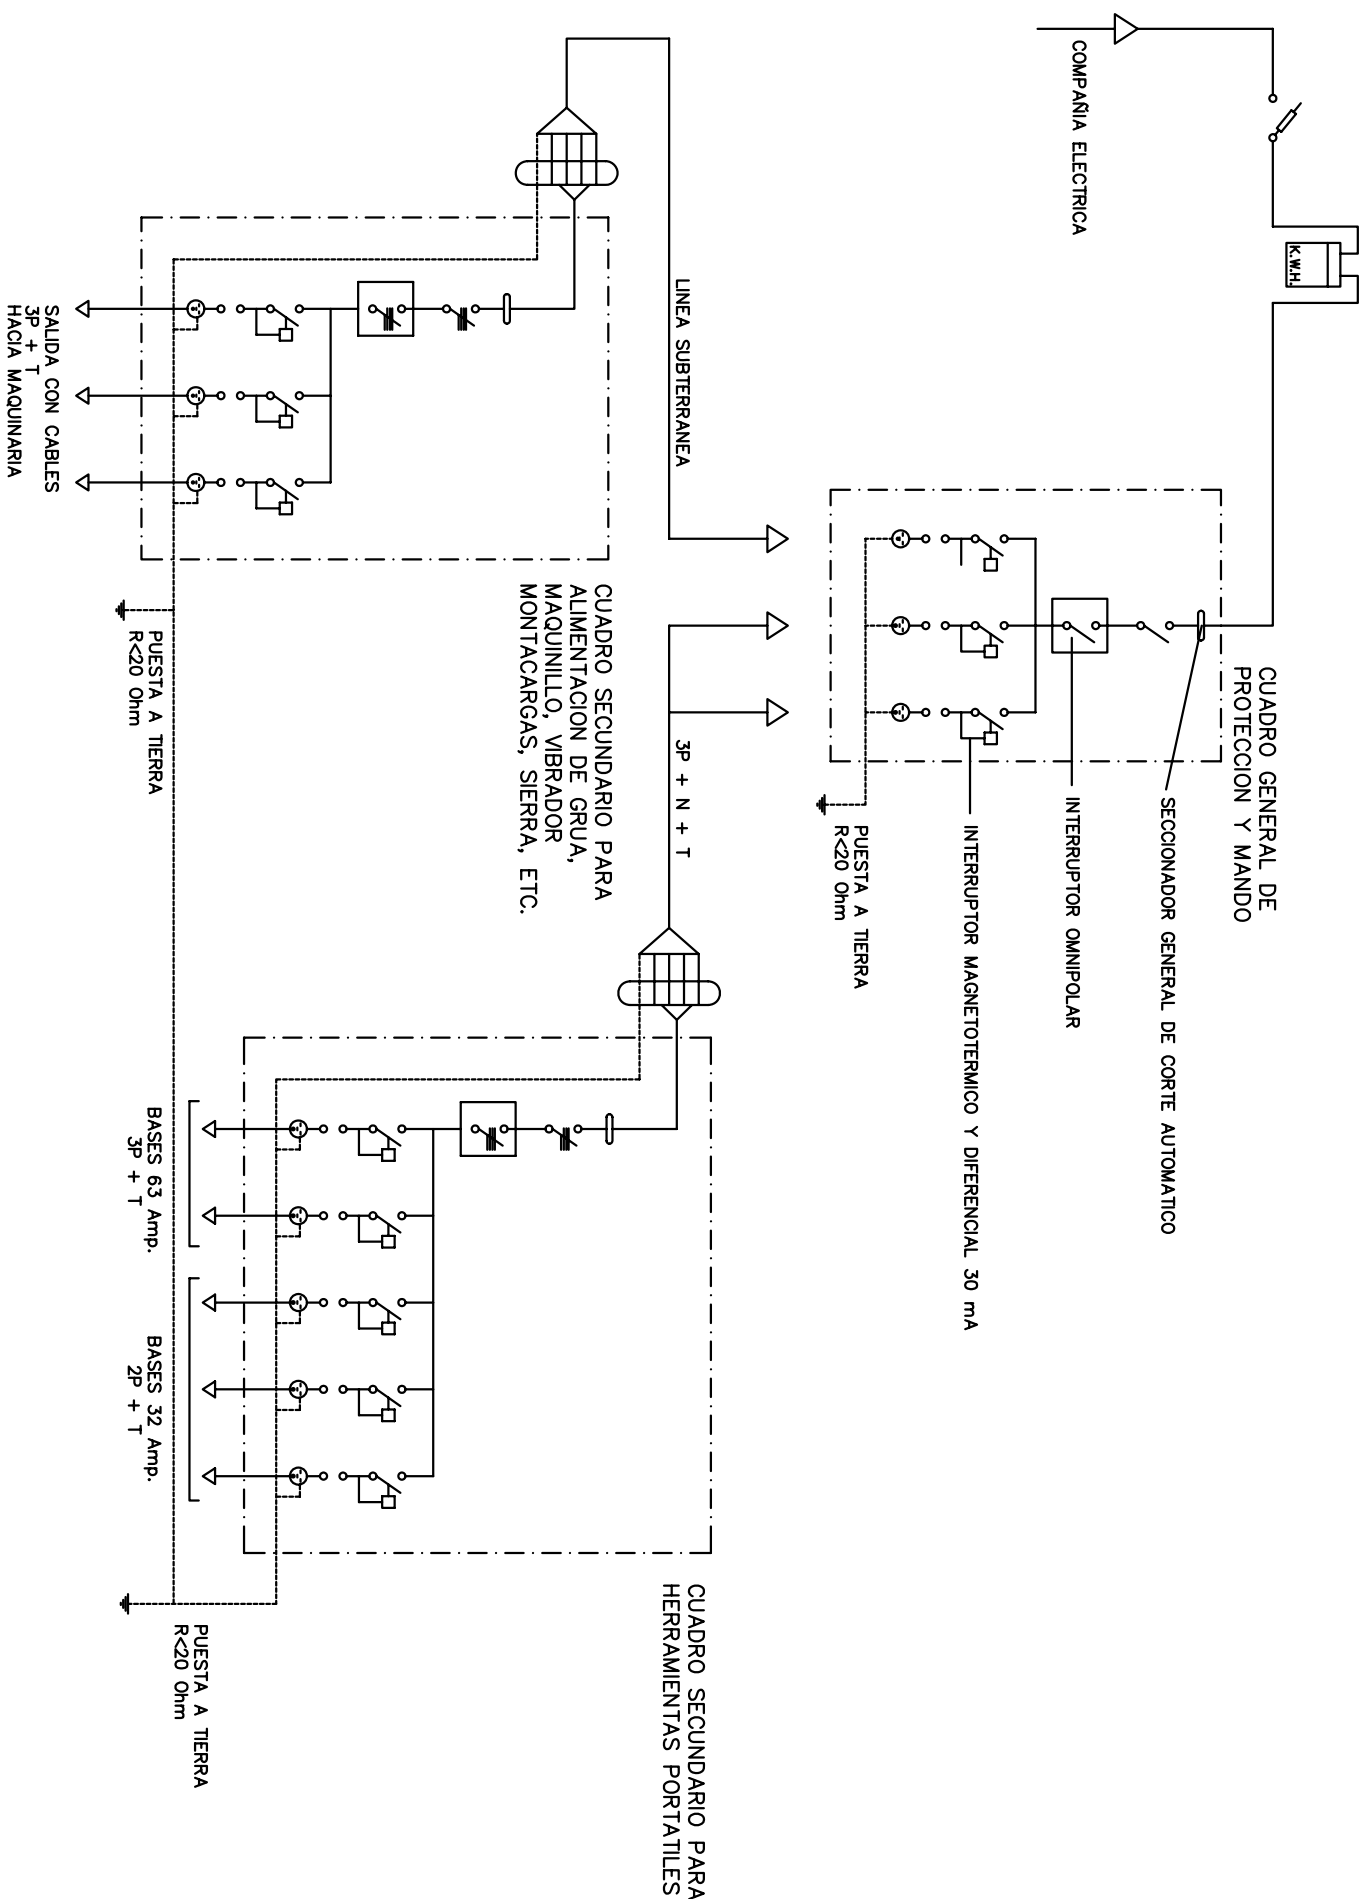 COMPAÑIA ELECTRICA
K.W.H.
CUADRO GENERAL DE
PROTECCION Y MANDO
SECCIONADOR GENERAL DE CORTE AUTOMATICO
INTERRUPTOR OMNIPOLAR
INTERRUPTOR MAGNETOTERMICO Y DIFERENCIAL 30 mA
PUESTA A TIERRA
R<20 Ohm
LINEA SUBTERRANEA
3P + N + T
CUADRO SECUNDARIO PARA
ALIMENTACION DE GRUA,
MAQUINILLO, VIBRADOR
MONTACARGAS, SIERRA, ETC.
CUADRO SECUNDARIO PARA
HERRAMIENTAS PORTATILES
SALIDA CON CABLES
3P + T
HACIA MAQUINARIA
PUESTA A TIERRA
R<20 Ohm
BASES 63 Amp.
3P + T
BASES 32 Amp.
2P + T
PUESTA A TIERRA
R<20 Ohm